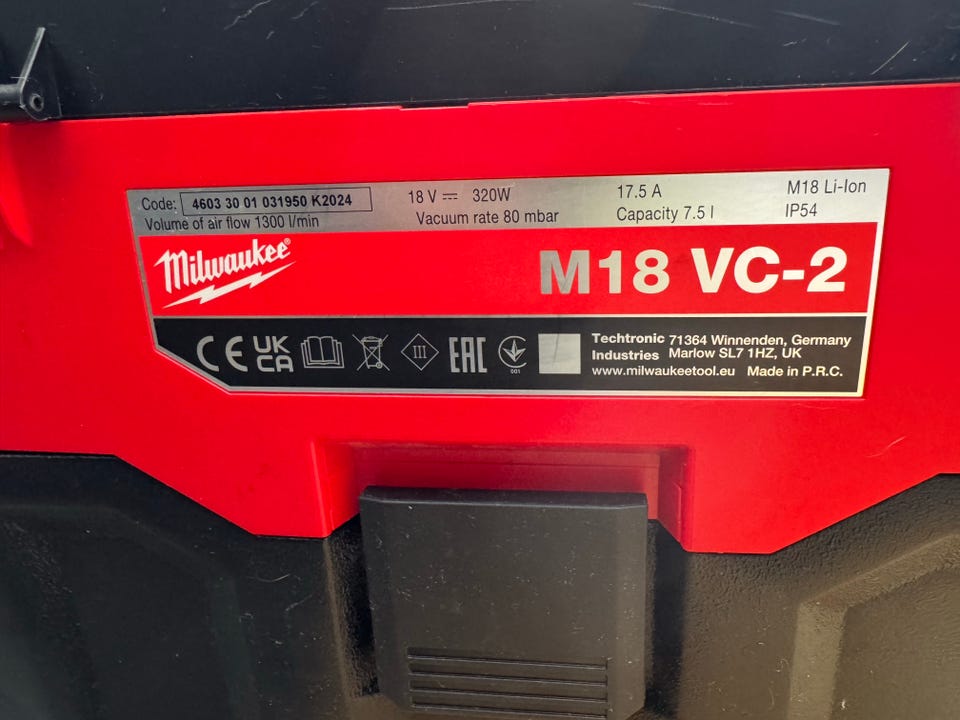 Code: 4603 30 01 031950 K2024 18 V 320W 17.5 A M18 Li-Ion
Volume of air flow 1300 l/min Vacuum rate 80 mbar Capacity 7.5 l IP54
Milwaukee® M18 VC-2
CE UK CA III EAC 001
Techtronic Industries
71364 Winnenden, Germany
Marlow SL7 1HZ, UK
www.milwaukeetool.eu Made in P.R.C.